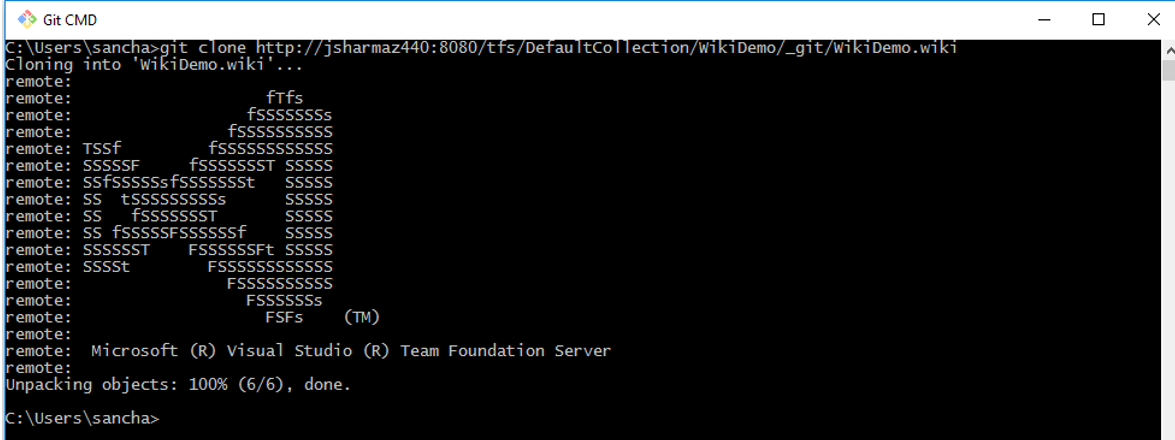 Git CMD
C:\Users\sancha>git clone http://jsharmaz440:8080/tfs/DefaultCollection/WikiDemo/_git/WikiDemo.wiki
Cloning into 'WikiDemo.wiki'...
remote:
remote:                    fTfs
remote:                  fSSSSSSSs
remote:                fSSSSSSSSSS
remote: TSSf         fSSSSSSSSSSSS
remote: SSSSSF     fSSSSSSST SSSSS
remote: SSfSSSSSsfSSSSSSSt   SSSSS
remote: SS  tSSSSSSSSSs      SSSSS
remote: SS   fSSSSSSST       SSSSS
remote: SS fSSSSSFSSSSSSf    SSSSS
remote: SSSSSST    FSSSSSSFt SSSSS
remote: SSSSt        FSSSSSSSSSSSS
remote:                FSSSSSSSSSS
remote:                  FSSSSSSs
remote:                    FSFs    (TM)
remote:
remote:  Microsoft (R) Visual Studio (R) Team Foundation Server
remote:
Unpacking objects: 100% (6/6), done.
C:\Users\sancha>